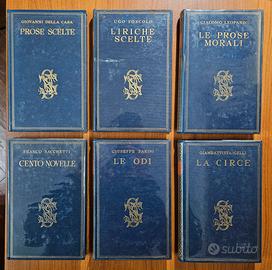 GIOVANNI DELLA CASA
PROSE SCELTE
UGO FOSCOLO
LIRICHE
SCELTE
GIACOMO LEOPARDI
LE PROSE
MORALI
FRANCO SACCHETTI
CENTO NOVELLE
GIUSEPPE PARINI
LE ODI
GIAMBATTISTA GELLI
LA CIRCE
subito